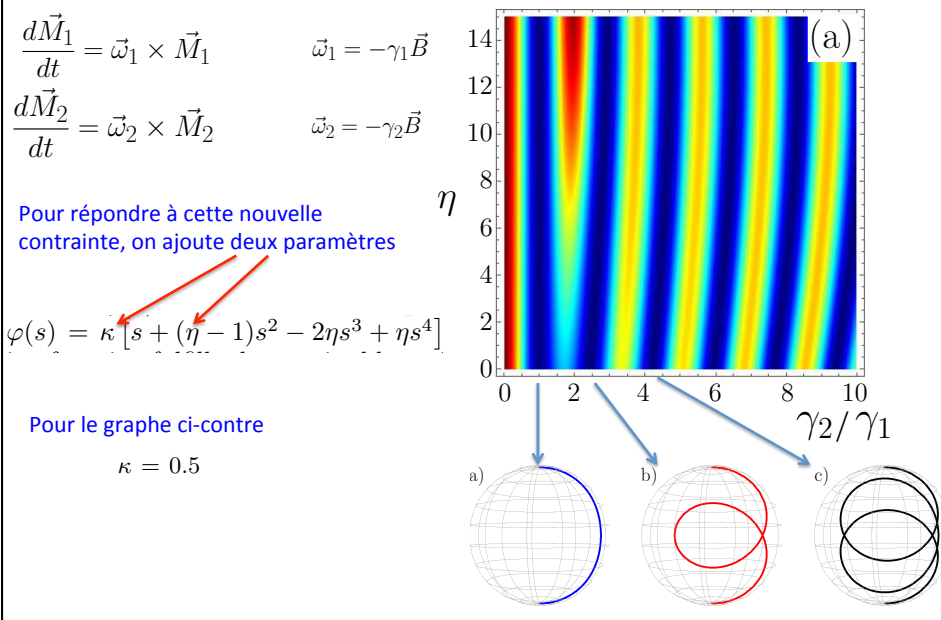 dM⃗₁/dt = ω⃗₁ × M⃗₁    ω⃗₁ = −γ₁B⃗
dM⃗₂/dt = ω⃗₂ × M⃗₂    ω⃗₂ = −γ₂B⃗
Pour répondre à cette nouvelle
contrainte, on ajoute deux paramètres
φ(s) = κ [s + (η − 1)s² − 2ηs³ + ηs⁴]
Pour le graphe ci-contre
κ = 0.5
(a)
η
14
12
10
8
6
4
2
0
0 2 4 6 8 10
γ₂/γ₁
a) b) c)